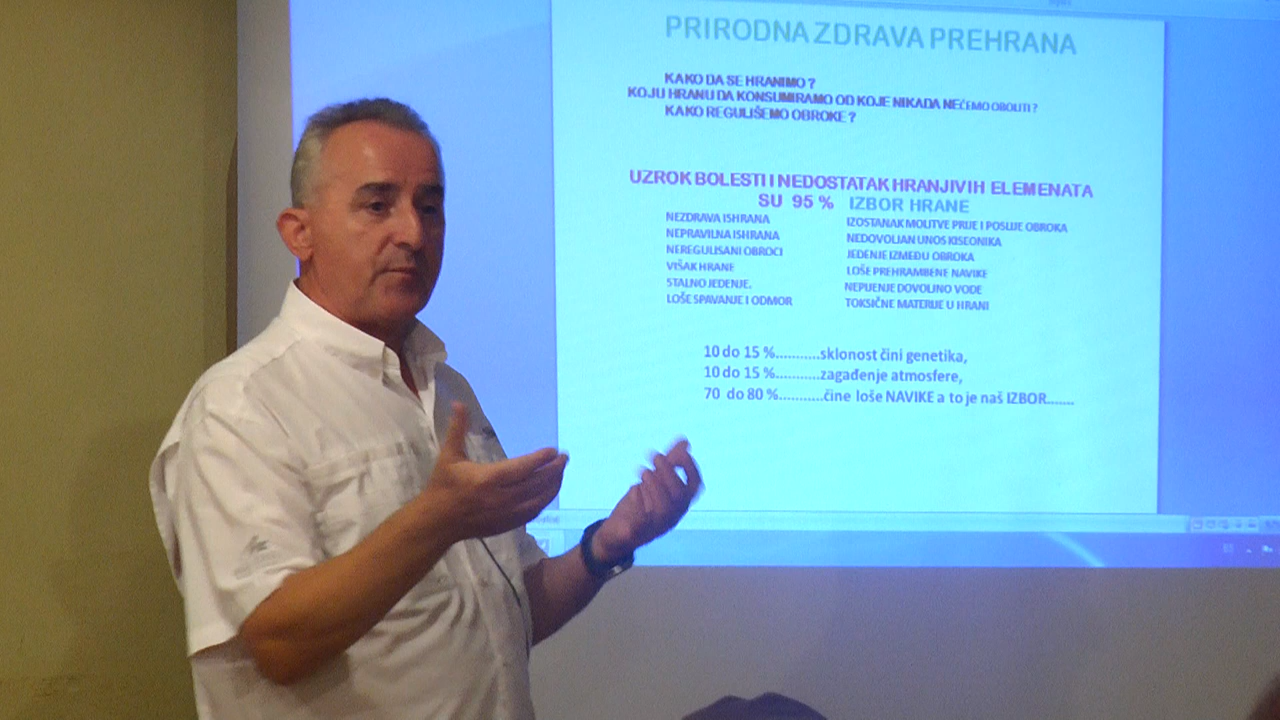 PRIRODNA ZDRAVA PREHRANA
KAKO DA SE HRANIMO ?
KOJU HRANU DA KONSUMIRAMO OD KOJE NIKADA NEĆEMO OBOLITI ?
KAKO REGULIŠEMO OBROKE ?
UZROK BOLESTI I NEDOSTATAK HRANJIVIH ELEMENATA
SU 95 % IZBOR HRANE
NEZDRAVA ISHRANA
NEPRAVILNA ISHRANA
NEREGULISANI OBROCI
VIŠAK HRANE
STALNO JEDENJE.
LOŠE SPAVANJE I ODMOR
IZOSTANAK MOLITVE PRIJE I POSLIJE OBROKA
NEDOVOLJAN UNOS KISEONIKA
JEDENJE IZMEĐU OBROKA
LOŠE PREHRAMBENE NAVIKE
NEPIJENJE DOVOLJNO VODE
TOKSIČNE MATERIJE U HRANI
10 do 15 %...........sklonost čini genetika,
10 do 15 %...........zagađenje atmosfere,
70 do 80 %...........čine loše NAVIKE a to je naš IZBOR.......